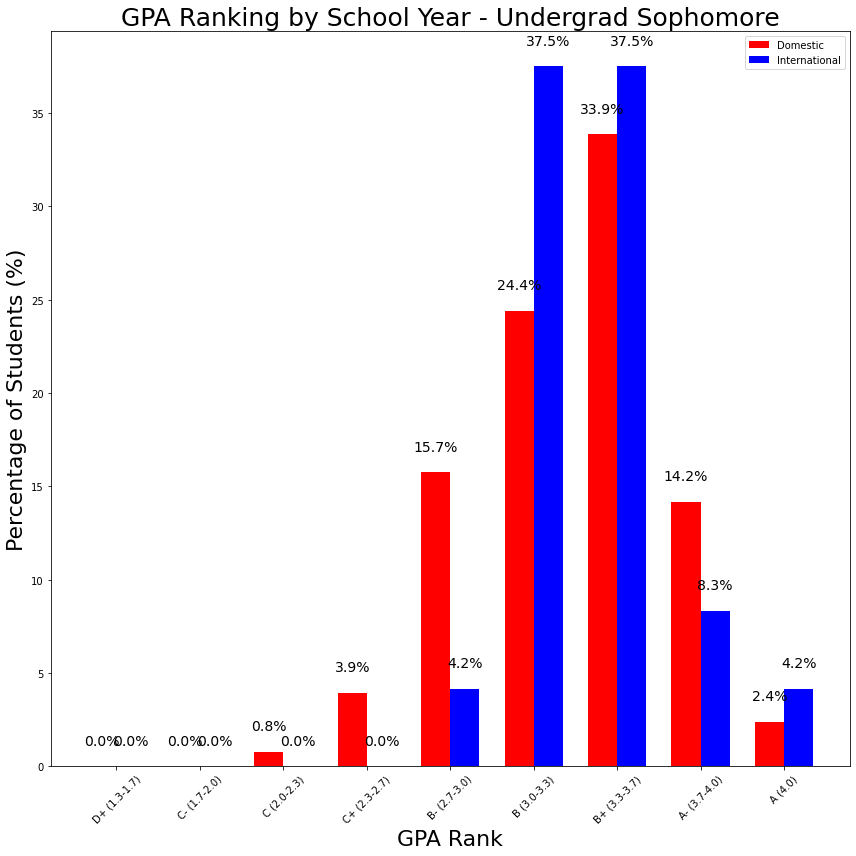 GPA Ranking by School Year - Undergrad Sophomore
Domestic
International
Percentage of Students (%)
35
30
25
20
15
10
5
0
0.0%
0.0%
0.0%
0.0%
0.8%
0.0%
3.9%
0.0%
15.7%
4.2%
24.4%
37.5%
33.9%
37.5%
14.2%
8.3%
2.4%
4.2%
D+ (1.3-1.7)
C- (1.7-2.0)
C (2.0-2.3)
C+ (2.3-2.7)
B- (2.7-3.0)
B (3.0-3.3)
B+ (3.3-3.7)
A- (3.7-4.0)
A (4.0)
GPA Rank